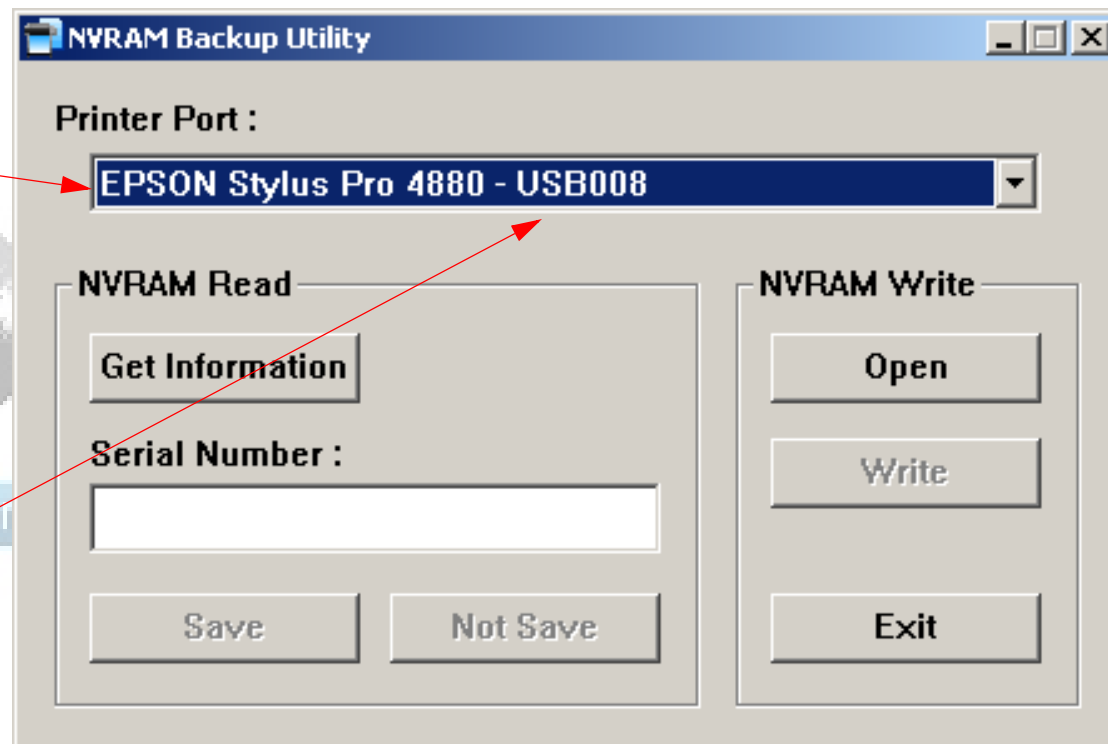 NVRAM Backup Utility
Printer Port :
EPSON Stylus Pro 4880 - USB008
NVRAM Read
NVRAM Write
Get Information
Open
Serial Number :
Write
Save
Not Save
Exit